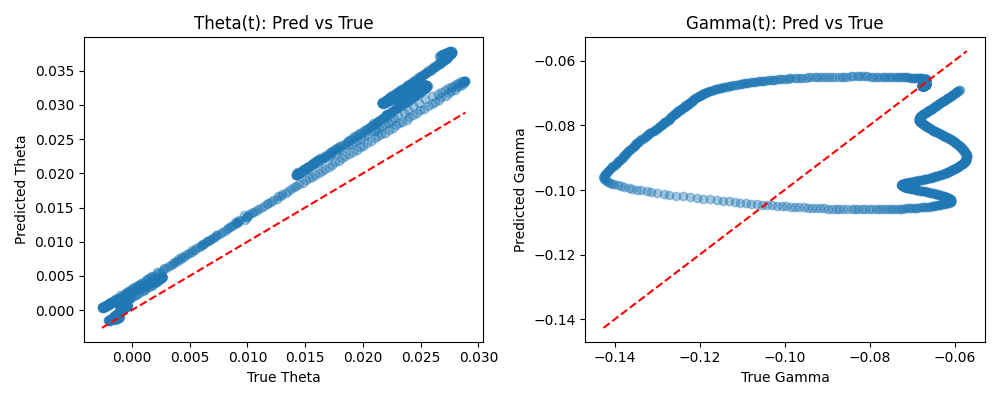 Theta(t): Pred vs True
Predicted Theta
0.035
0.030
0.025
0.020
0.015
0.010
0.005
0.000
0.000 0.005 0.010 0.015 0.020 0.025 0.030
True Theta
Gamma(t): Pred vs True
Predicted Gamma
−0.06
−0.08
−0.10
−0.12
−0.14
−0.14 −0.12 −0.10 −0.08 −0.06
True Gamma